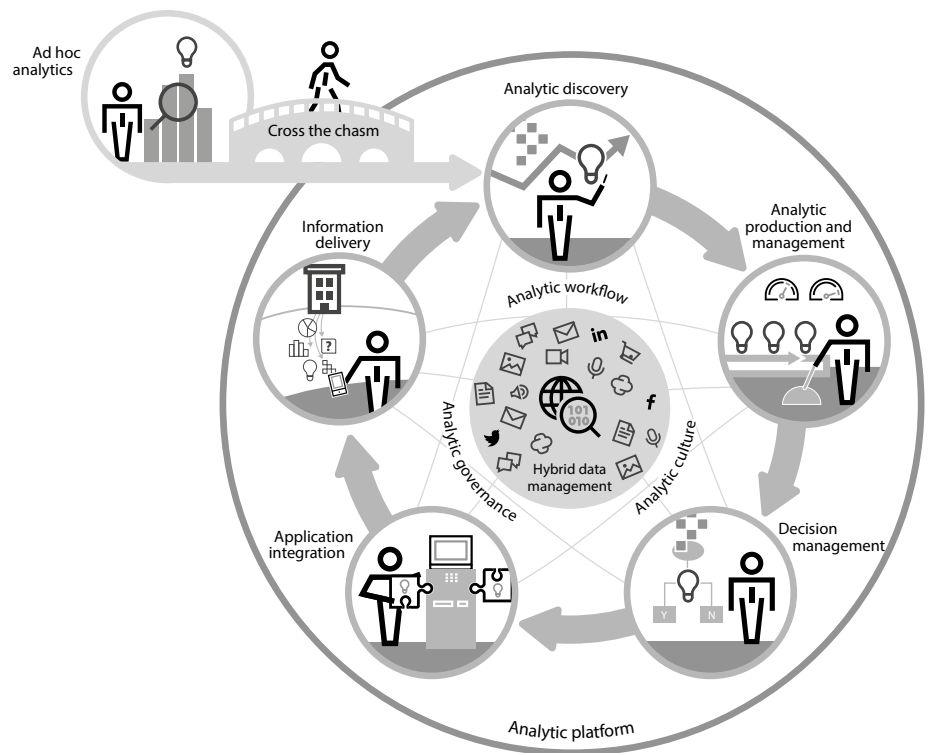 Ad hoc
analytics
Cross the chasm
Analytic discovery
Analytic
production and
management
Information
delivery
?
Analytic workflow
in
f
101
010
Hybrid data
management
Analytic governance
Analytic culture
Application
integration
Decision
management
Y
N
Analytic platform